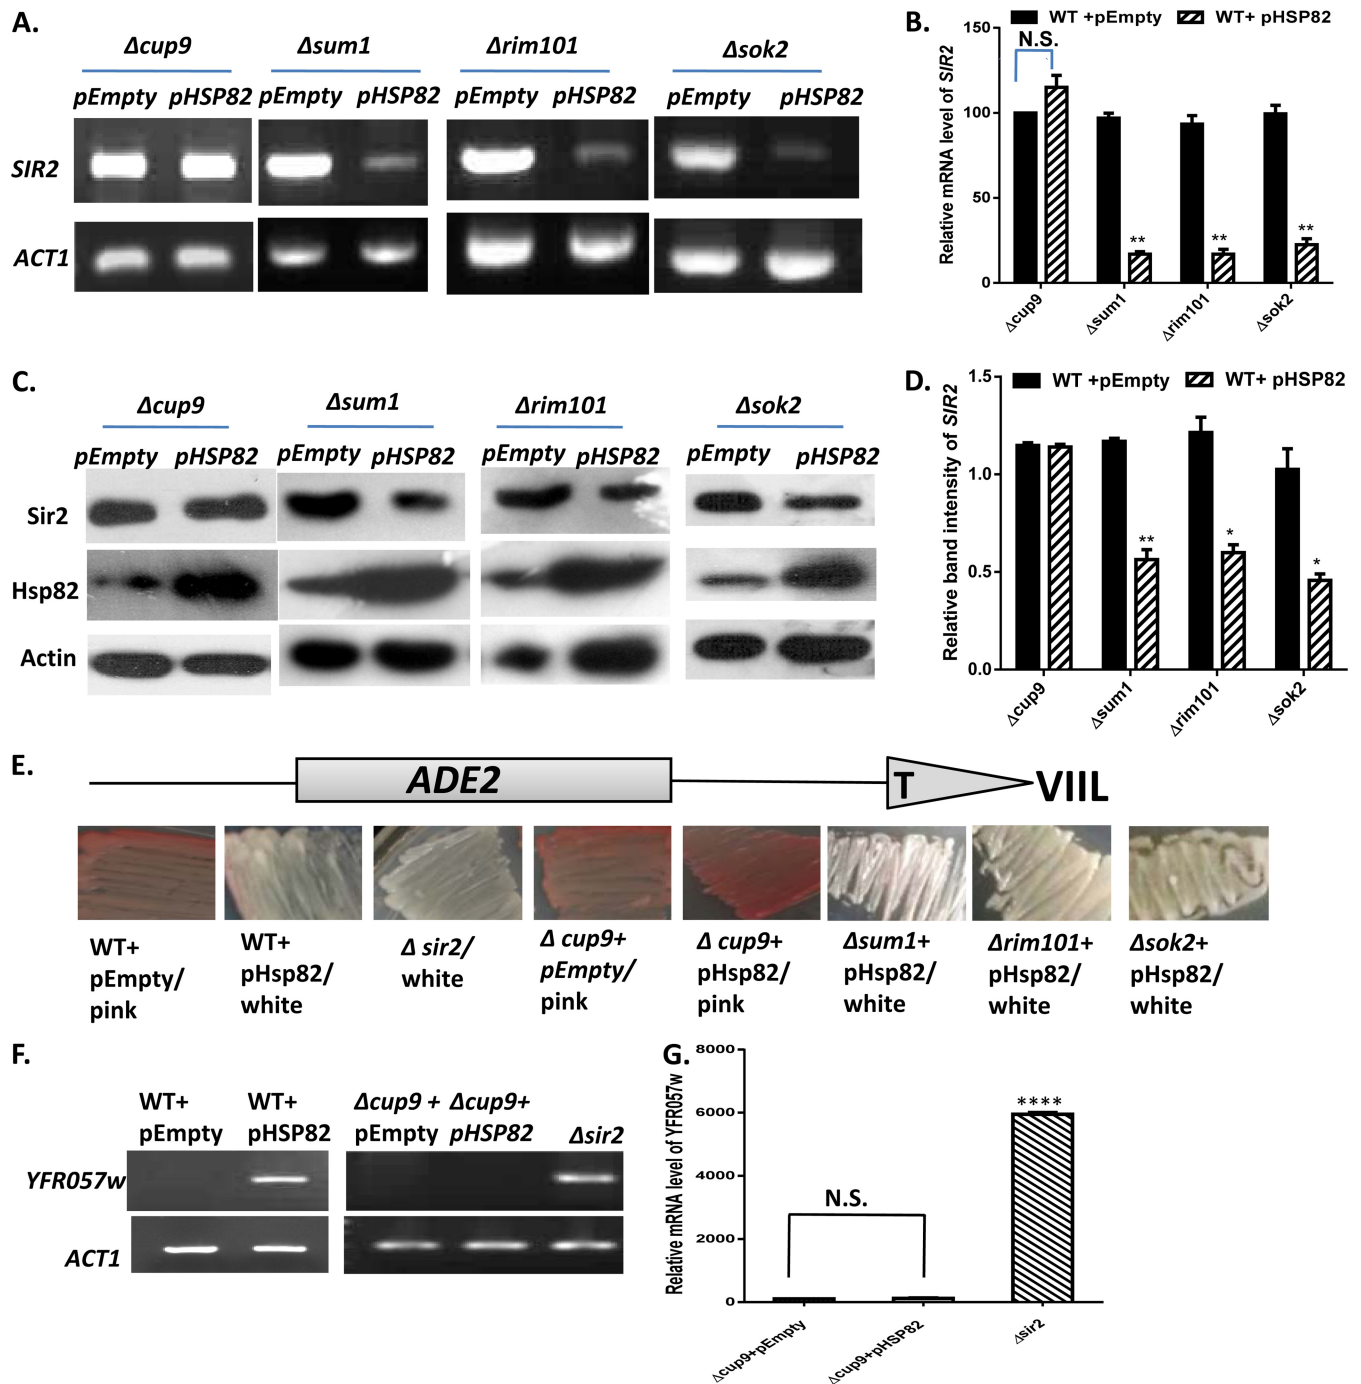 A.
Δcup9 Δsum1 Δrim101 Δsok2
pEmpty pHSP82 pEmpty pHSP82 pEmpty pHSP82 pEmpty pHSP82
SIR2
ACT1
B.
WT +pEmpty WT+ pHSP82
Relative mRNA level of SIR2
150
100
50
0
N.S.
** ** **
Δcup9 Δsum1 Δrim101 Δsok2
C.
Δcup9 Δsum1 Δrim101 Δsok2
pEmpty pHSP82 pEmpty pHSP82 pEmpty pHSP82 pEmpty pHSP82
Sir2
Hsp82
Actin
D.
WT +pEmpty WT+ pHSP82
Relative band intensity of SIR2
1.5
1.0
0.5
0.0
** * *
Δcup9 Δsum1 Δrim101 Δsok2
E.
ADE2 T VIIL
WT+
pEmpty/
pink
WT+
pHsp82/
white
Δ sir2/
white
Δ cup9+
pEmpty/
pink
Δ cup9+
pHsp82/
pink
Δsum1+
pHsp82/
white
Δrim101+
pHsp82/
white
Δsok2+
pHsp82/
white
F.
WT+
pEmpty
WT+
pHSP82
Δcup9 +
pEmpty
Δcup9+
pHSP82
Δsir2
YFR057w
ACT1
G.
Relative mRNA level of YFR057w
8000
6000
4000
2000
0
N.S.
****
Δcup9+pEmpty
Δcup9+pHSP82
Δsir2